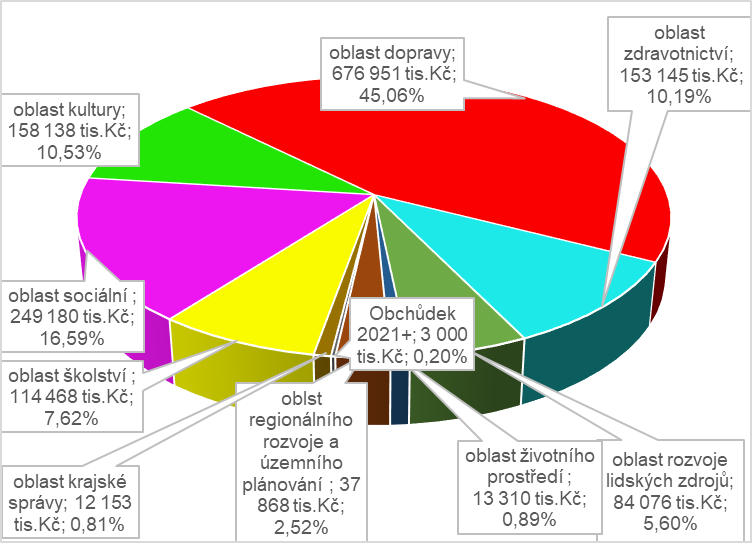 oblast dopravy;
676 951 tis.Kč;
45,06%
oblast
zdravotnictví;
153 145 tis.Kč;
10,19%
oblast kultury;
158 138 tis.Kč;
10,53%
oblast sociální ;
249 180 tis.Kč;
16,59%
Obchůdek
2021+; 3 000
tis.Kč; 0,20%
oblast školství ;
114 468 tis.Kč;
7,62%
oblst
regionálního
rozvoje a
územního
plánování ; 37
868 tis.Kč;
2,52%
oblast životního
prostředí ;
13 310 tis.Kč;
0,89%
oblast rozvoje
lidských zdrojů;
84 076 tis.Kč;
5,60%
oblast krajské
správy; 12 153
tis.Kč; 0,81%